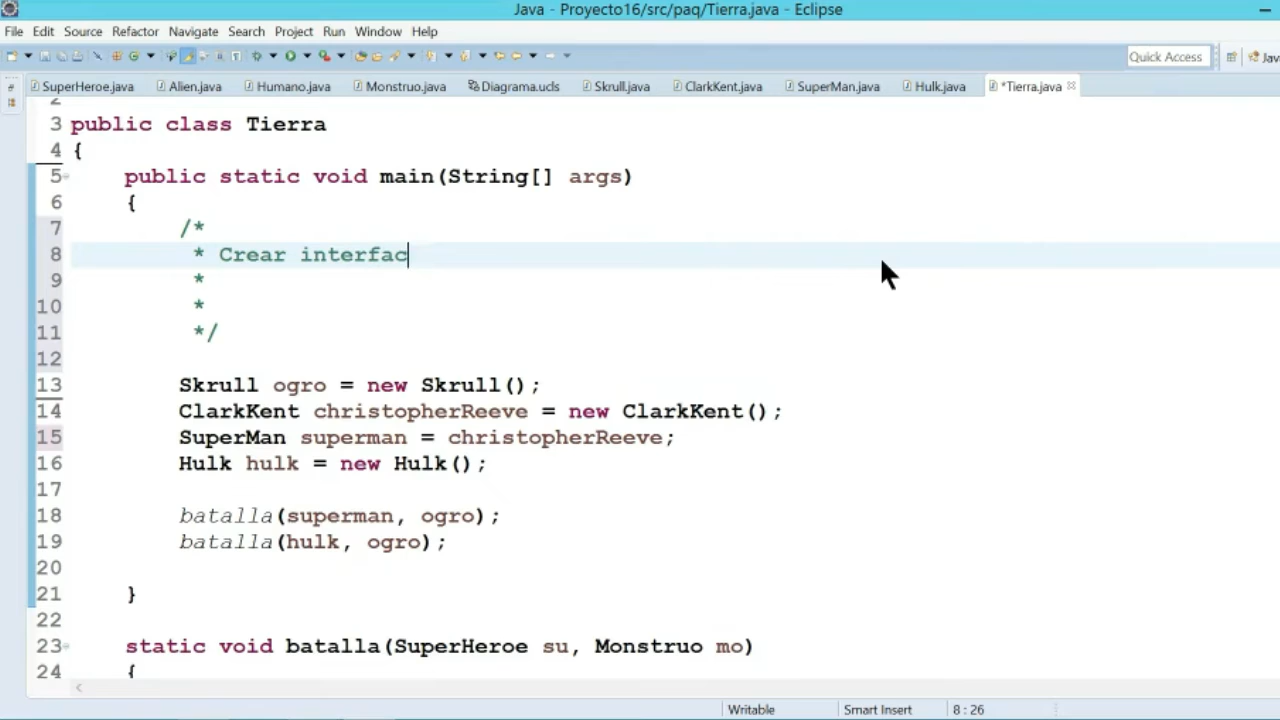 Java - Proyecto16/src/paq/Tierra.java - Eclipse
File Edit Source Refactor Navigate Search Project Run Window Help
Quick Access Jav
SuperHeroe.java Alien.java Humano.java Monstruo.java Diagrama.ucls Skrull.java ClarkKent.java SuperMan.java Hulk.java *Tierra.java
2
3 public class Tierra
4 {
5 public static void main(String[] args)
6 {
7 /*
8 * Crear interfac
9 *
10 *
11 */
12
13 Skrull ogro = new Skrull();
14 ClarkKent christopherReeve = new ClarkKent();
15 SuperMan superman = christopherReeve;
16 Hulk hulk = new Hulk();
17
18 batalla(superman, ogro);
19 batalla(hulk, ogro);
20
21 }
22
23 static void batalla(SuperHeroe su, Monstruo mo)
24 {
Writable Smart Insert 8 : 26